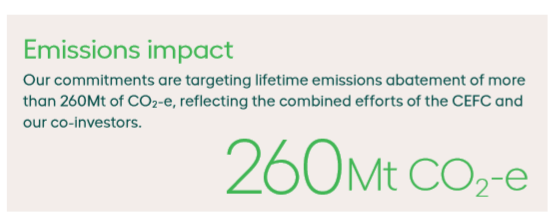 Emissions impact
Our commitments are targeting lifetime emissions abatement of more
than 260Mt of CO₂-e, reflecting the combined efforts of the CEFC and
our co-investors.
260Mt CO₂-e